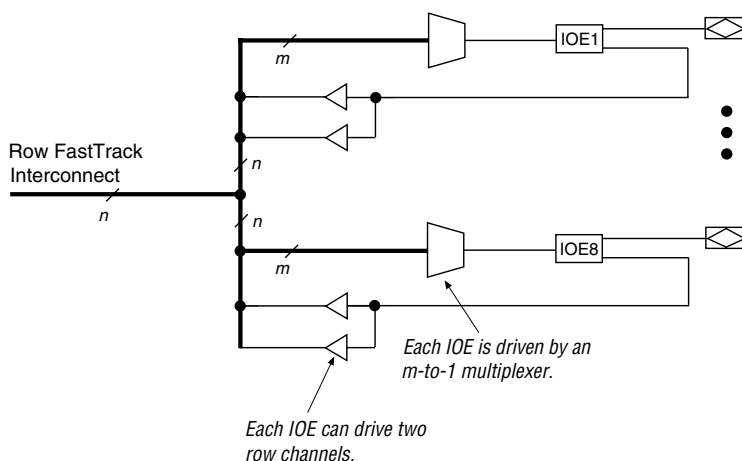 m
IOE1
Row FastTrack
Interconnect
n
n
n
m
IOE8
Each IOE is driven by an
m-to-1 multiplexer.
Each IOE can drive two
row channels.